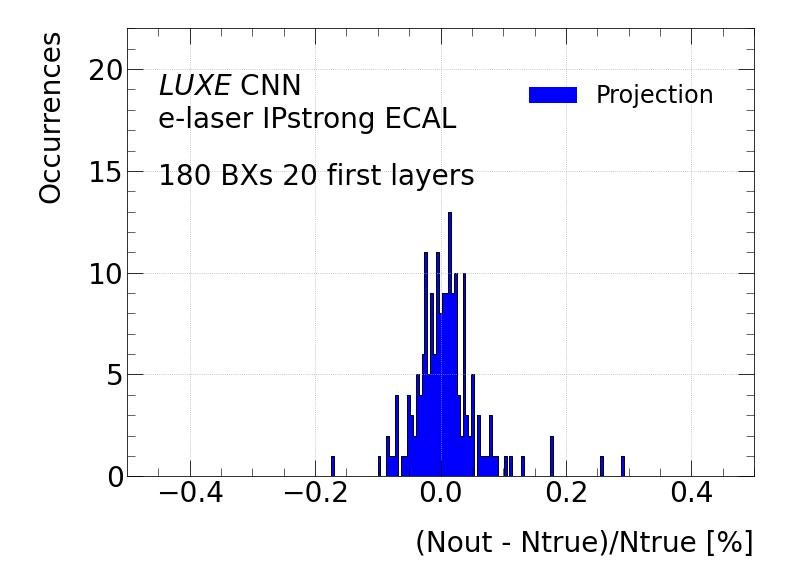 Occurrences
20
15
10
5
0
LUXE CNN
e-laser IPstrong ECAL
180 BXs 20 first layers
Projection
−0.4 −0.2 0.0 0.2 0.4
(Nout - Ntrue)/Ntrue [%]